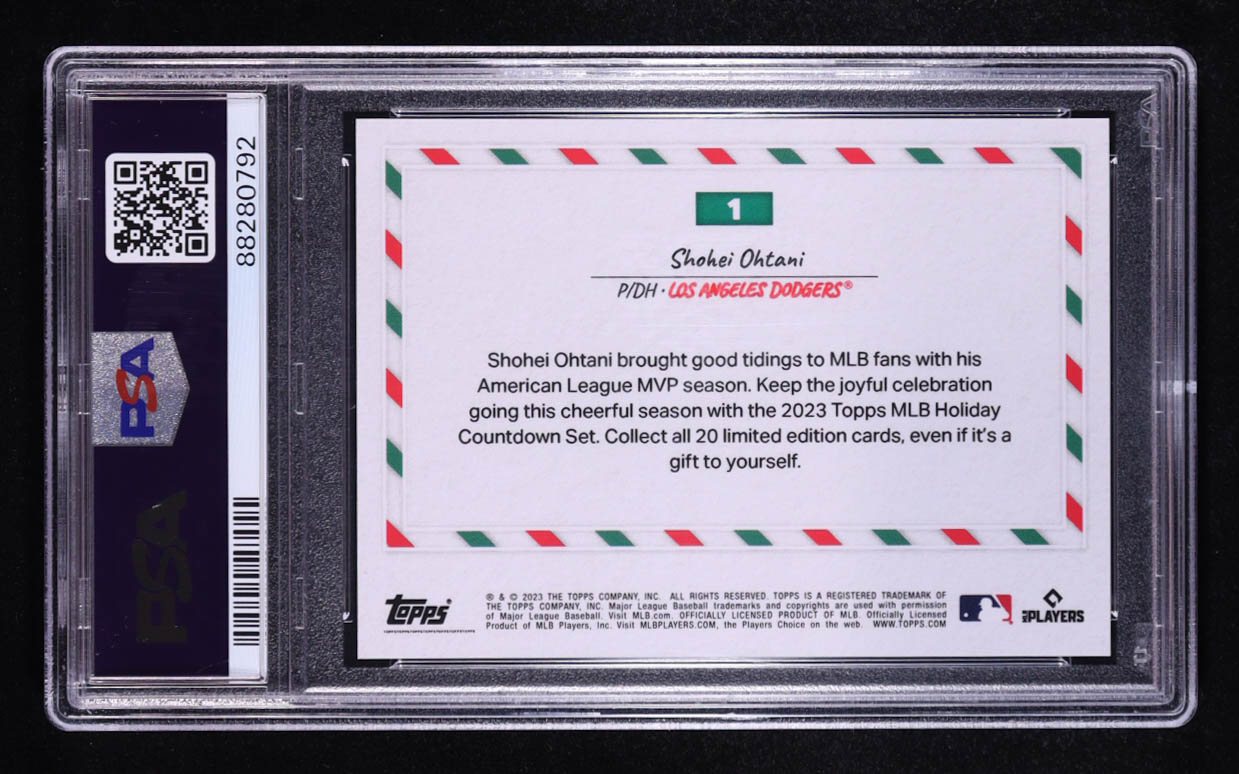 88280792
PSA
PSA
1
Shohei Ohtani
P/DH · LOS ANGELES DODGERS®
Shohei Ohtani brought good tidings to MLB fans with his
American League MVP season. Keep the joyful celebration
going this cheerful season with the 2023 Topps MLB Holiday
Countdown Set. Collect all 20 limited edition cards, even if it's a
gift to yourself.
topps®
® & © 2023 THE TOPPS COMPANY, INC. ALL RIGHTS RESERVED. TOPPS IS A REGISTERED TRADEMARK OF
THE TOPPS COMPANY, INC. Major League Baseball trademarks and copyrights are used with permission
of Major League Baseball. Visit MLB.com. OFFICIALLY LICENSED PRODUCT OF MLB. Officially Licensed
Product of MLB Players, Inc. Visit MLBPLAYERS.COM, the Players Choice on the web. WWW.TOPPS.COM
MLB PLAYERS